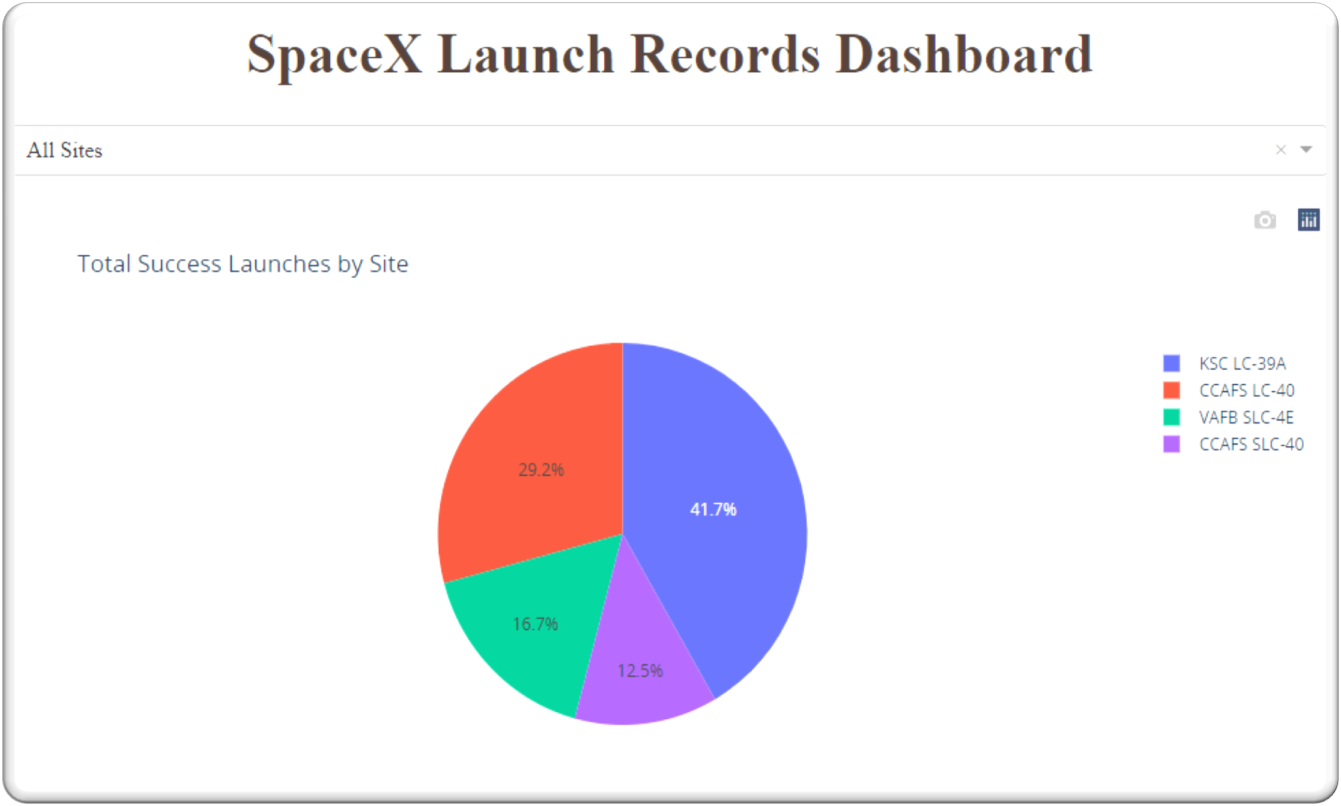 SpaceX Launch Records Dashboard
All Sites
Total Success Launches by Site
29.2%
41.7%
16.7%
12.5%
KSC LC-39A
CCAFS LC-40
VAFB SLC-4E
CCAFS SLC-40